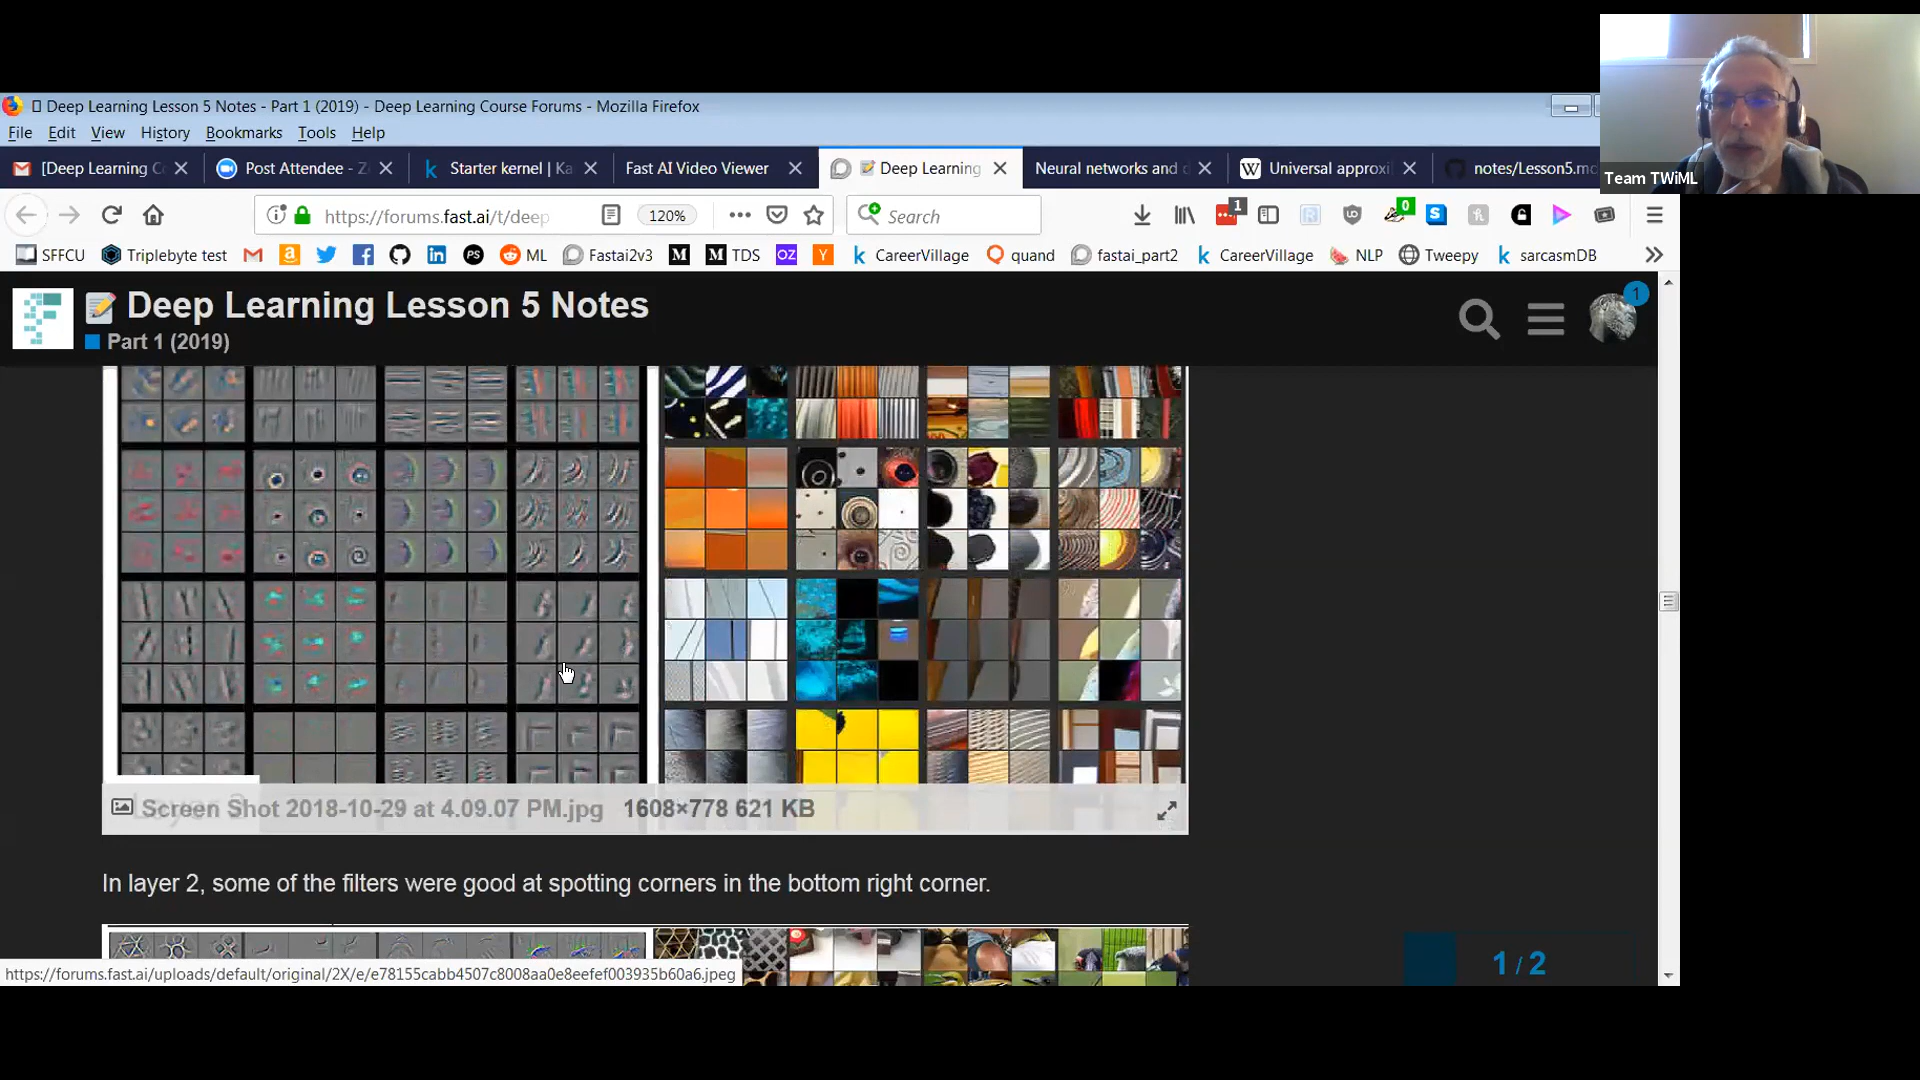 Deep Learning Lesson 5 Notes - Part 1 (2019) - Deep Learning Course Forums - Mozilla Firefox
File Edit View History Bookmarks Tools Help
[Deep Learning Co
Post Attendee - Z
Starter kernel | Ka
Fast AI Video Viewer
Deep Learning
Neural networks and d
Universal approxi
notes/Lesson5.mc
Team TWiML
https://forums.fast.ai/t/deep
120%
Search
1
0
SFFCU Triplebyte test ML Fastai2v3 TDS CareerVillage quand fastai_part2 CareerVillage NLP Tweepy sarcasmDB
Deep Learning Lesson 5 Notes
Part 1 (2019)
1
Screen Shot 2018-10-29 at 4.09.07 PM.jpg 1608×778 621 KB
In layer 2, some of the filters were good at spotting corners in the bottom right corner.
1 / 2
https://forums.fast.ai/uploads/default/original/2X/e/e78155cabb4507c8008aa0e8eefef003935b60a6.jpeg